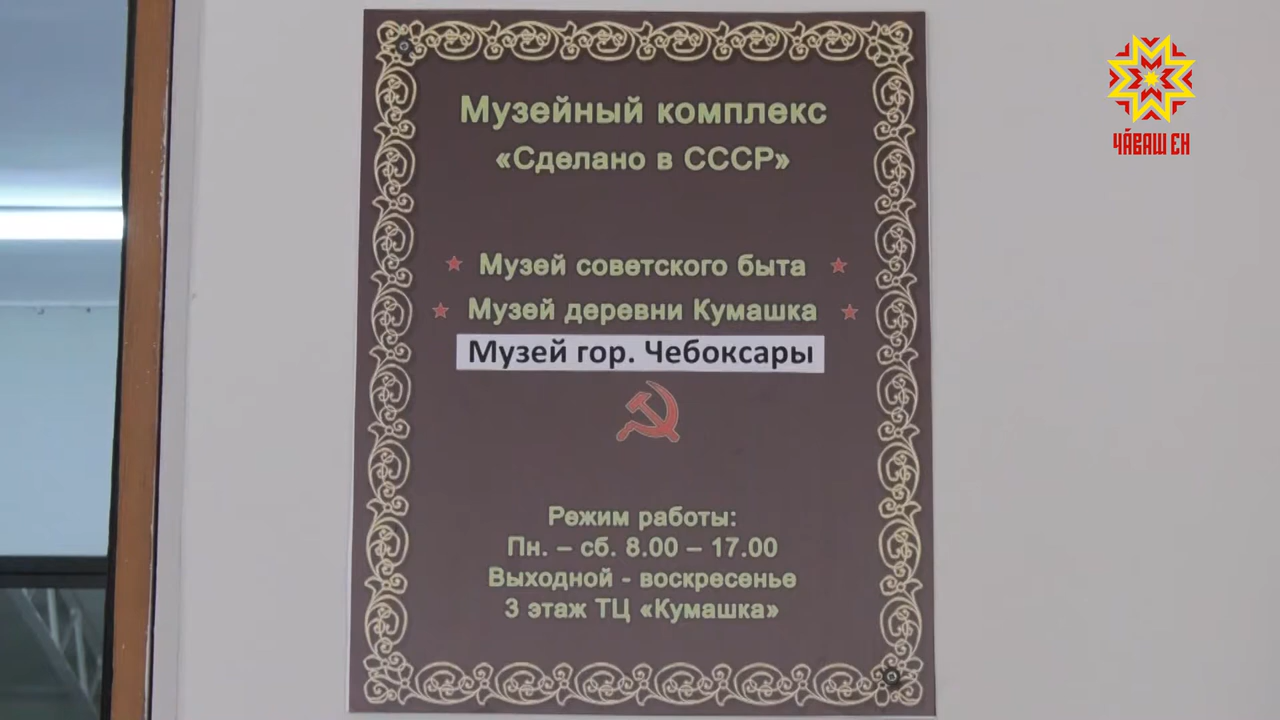 Музейный комплекс
«Сделано в СССР»
Музей советского быта
Музей деревни Кумашка
Музей гор. Чебоксары
Режим работы:
Пн. – сб. 8.00 – 17.00
Выходной - воскресенье
3 этаж ТЦ «Кумашка»
ЧӐВАШ ЕН